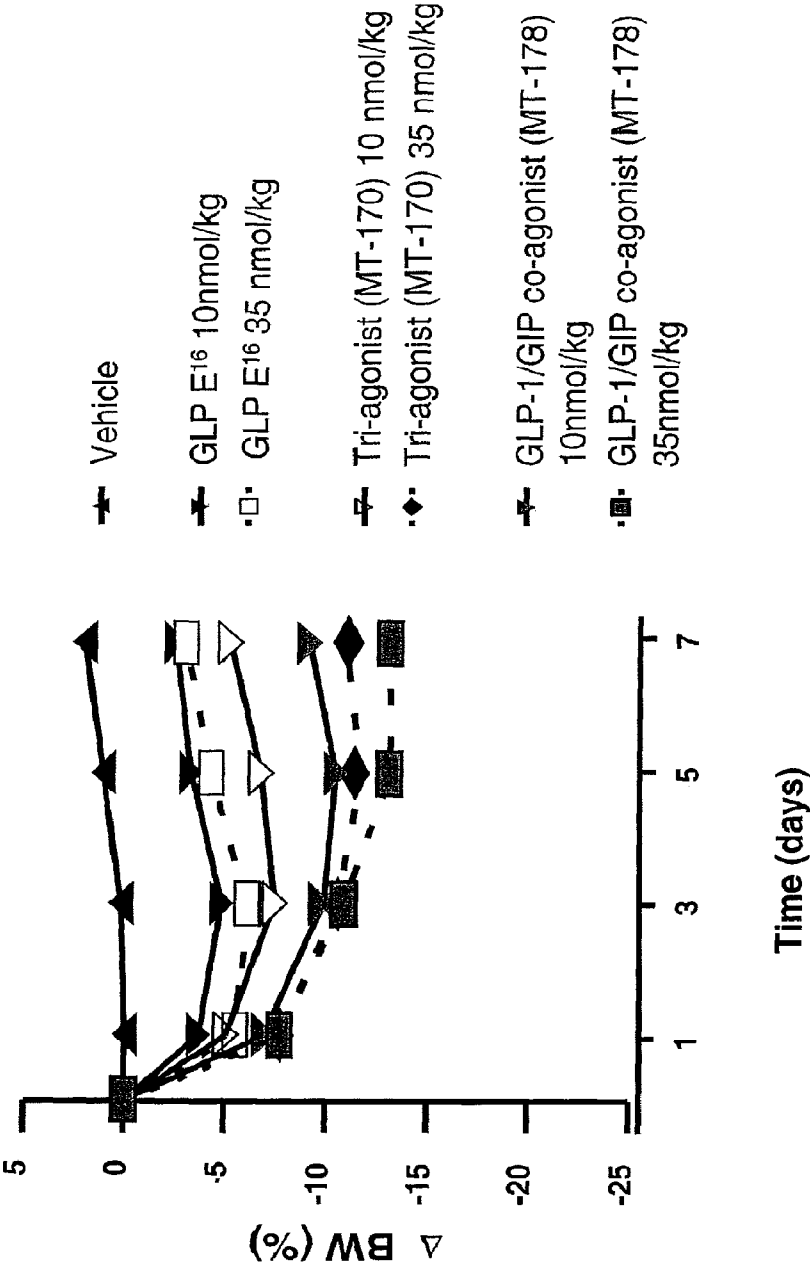 △ BW (%)
5
0
-5
-10
-15
-20
-25
1
3
5
7
Time (days)
Vehicle
GLP E¹⁶ 10nmol/kg
GLP E¹⁶ 35 nmol/kg
Tri-agonist (MT-170) 10 nmol/kg
Tri-agonist (MT-170) 35 nmol/kg
GLP-1/GIP co-agonist (MT-178)
10nmol/kg
GLP-1/GIP co-agonist (MT-178)
35nmol/kg